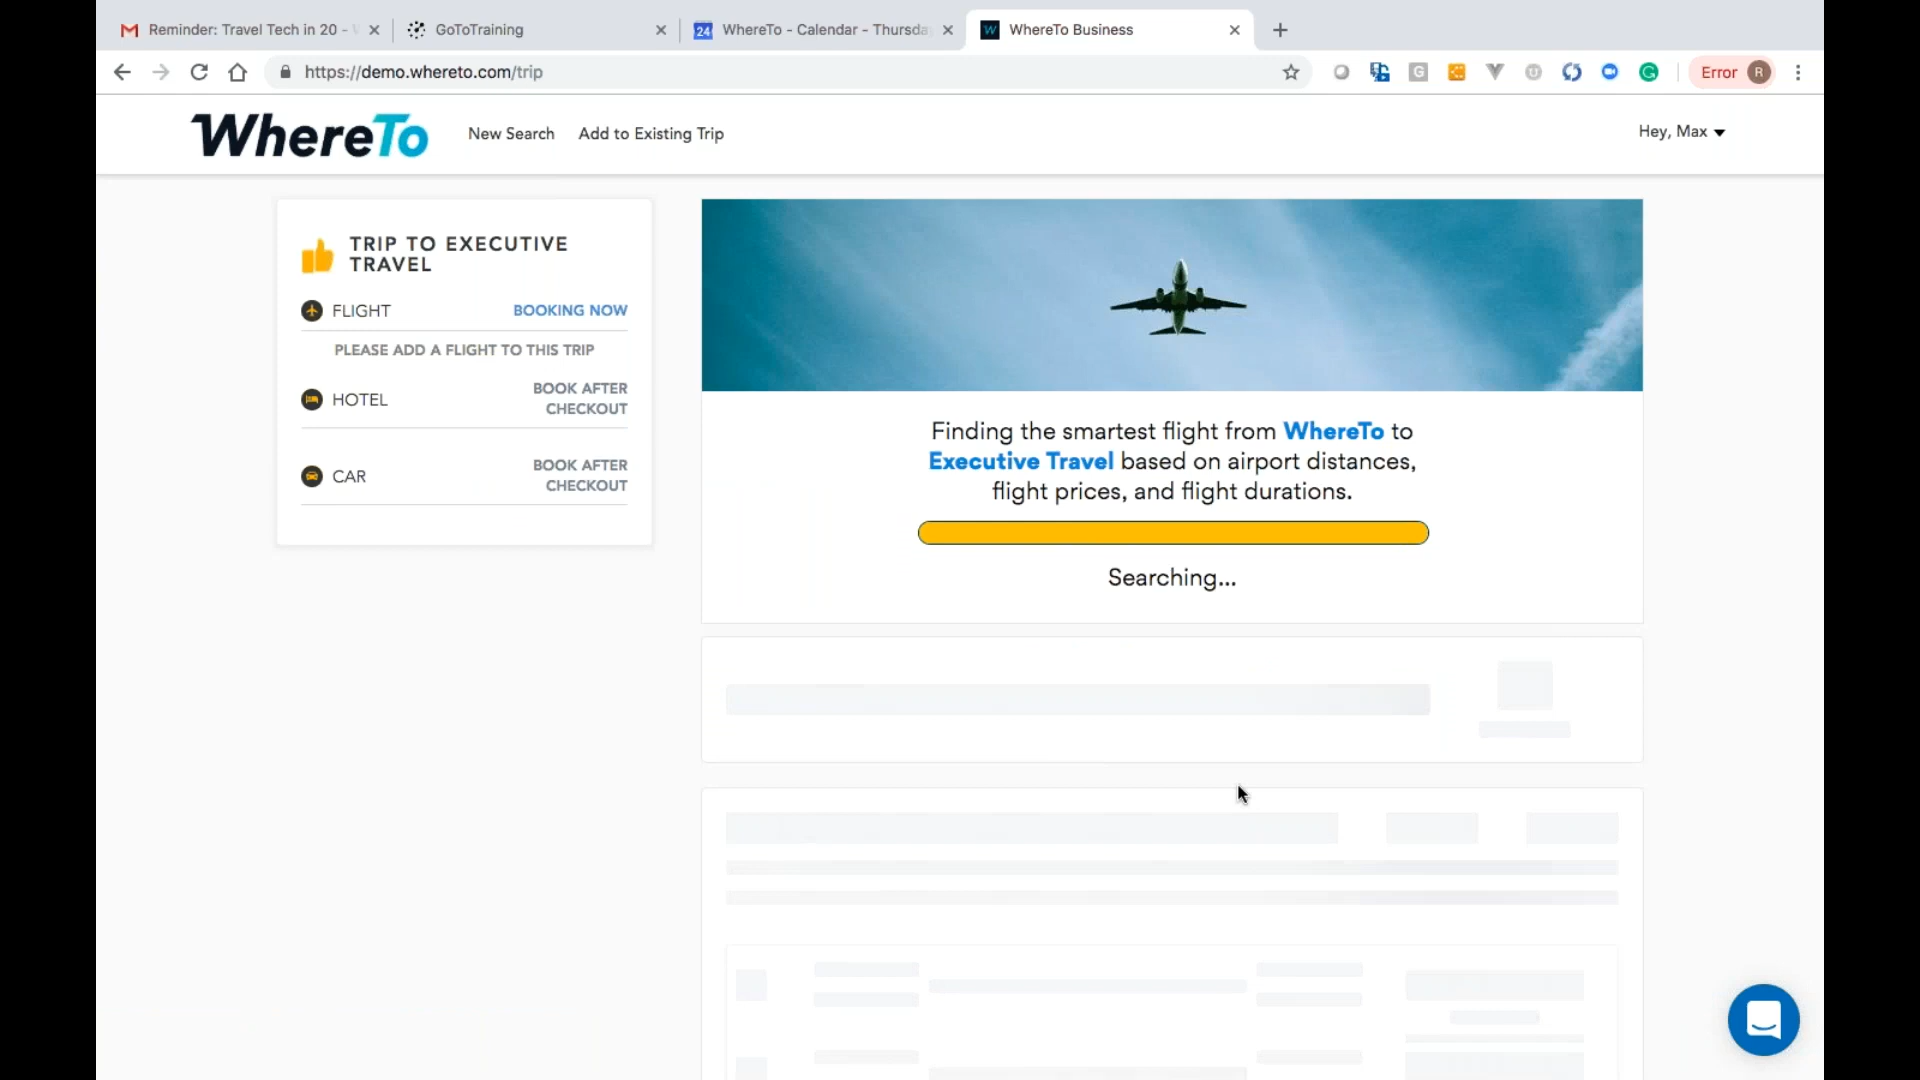 Reminder: Travel Tech in 20 -
GoToTraining
WhereTo - Calendar - Thursda
WhereTo Business
https://demo.whereto.com/trip
Error R
WhereTo
New Search
Add to Existing Trip
Hey, Max
TRIP TO EXECUTIVE
TRAVEL
FLIGHT
BOOKING NOW
PLEASE ADD A FLIGHT TO THIS TRIP
HOTEL
BOOK AFTER
CHECKOUT
CAR
BOOK AFTER
CHECKOUT
Finding the smartest flight from WhereTo to
Executive Travel based on airport distances,
flight prices, and flight durations.
Searching...